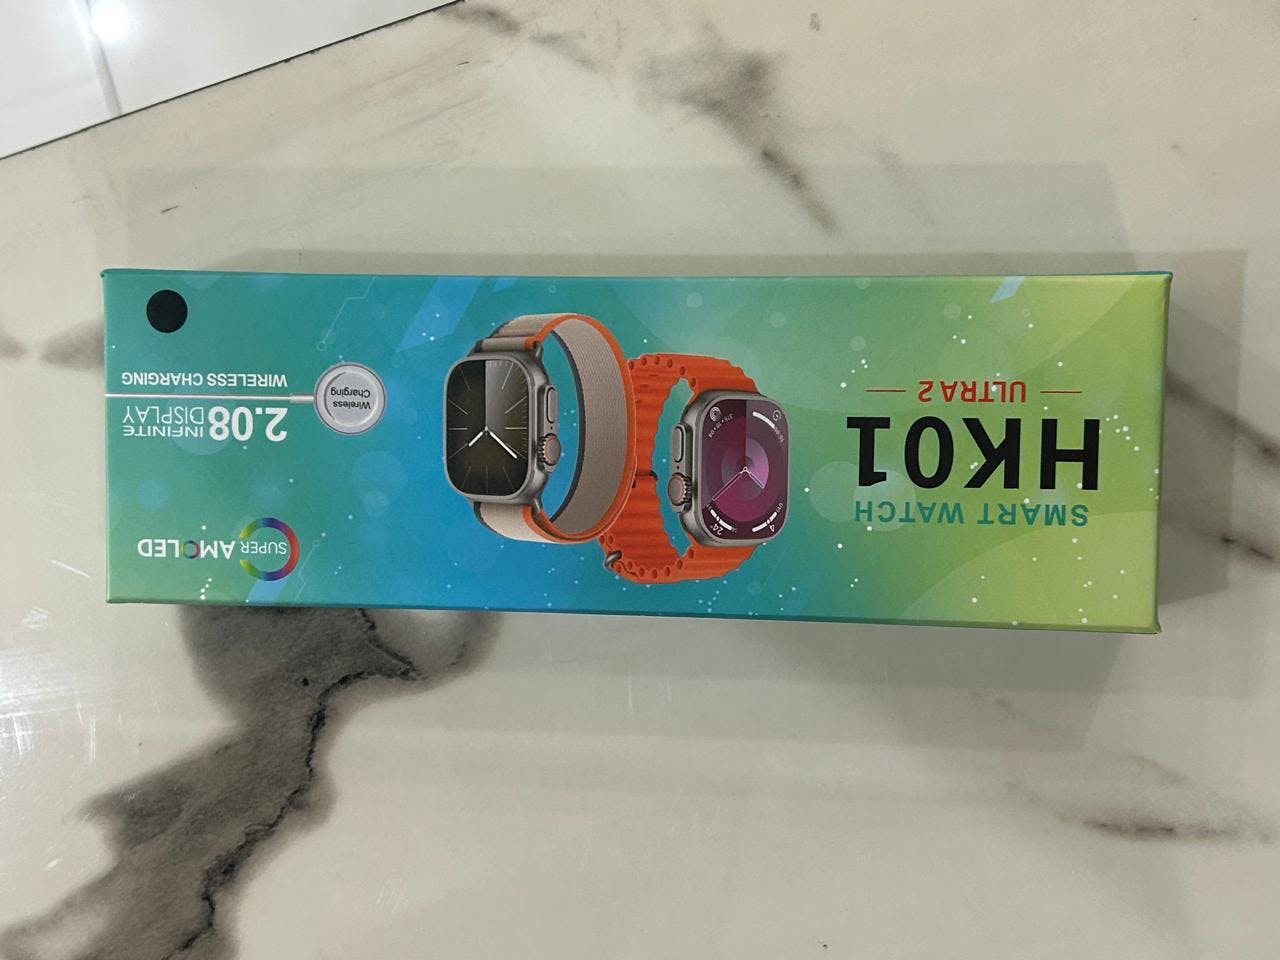 SMART WATCH
HK01
ULTRA 2
SUPER AMOLED
2.08 INFINITE DISPLAY
WIRELESS CHARGING
Wireless
Charging